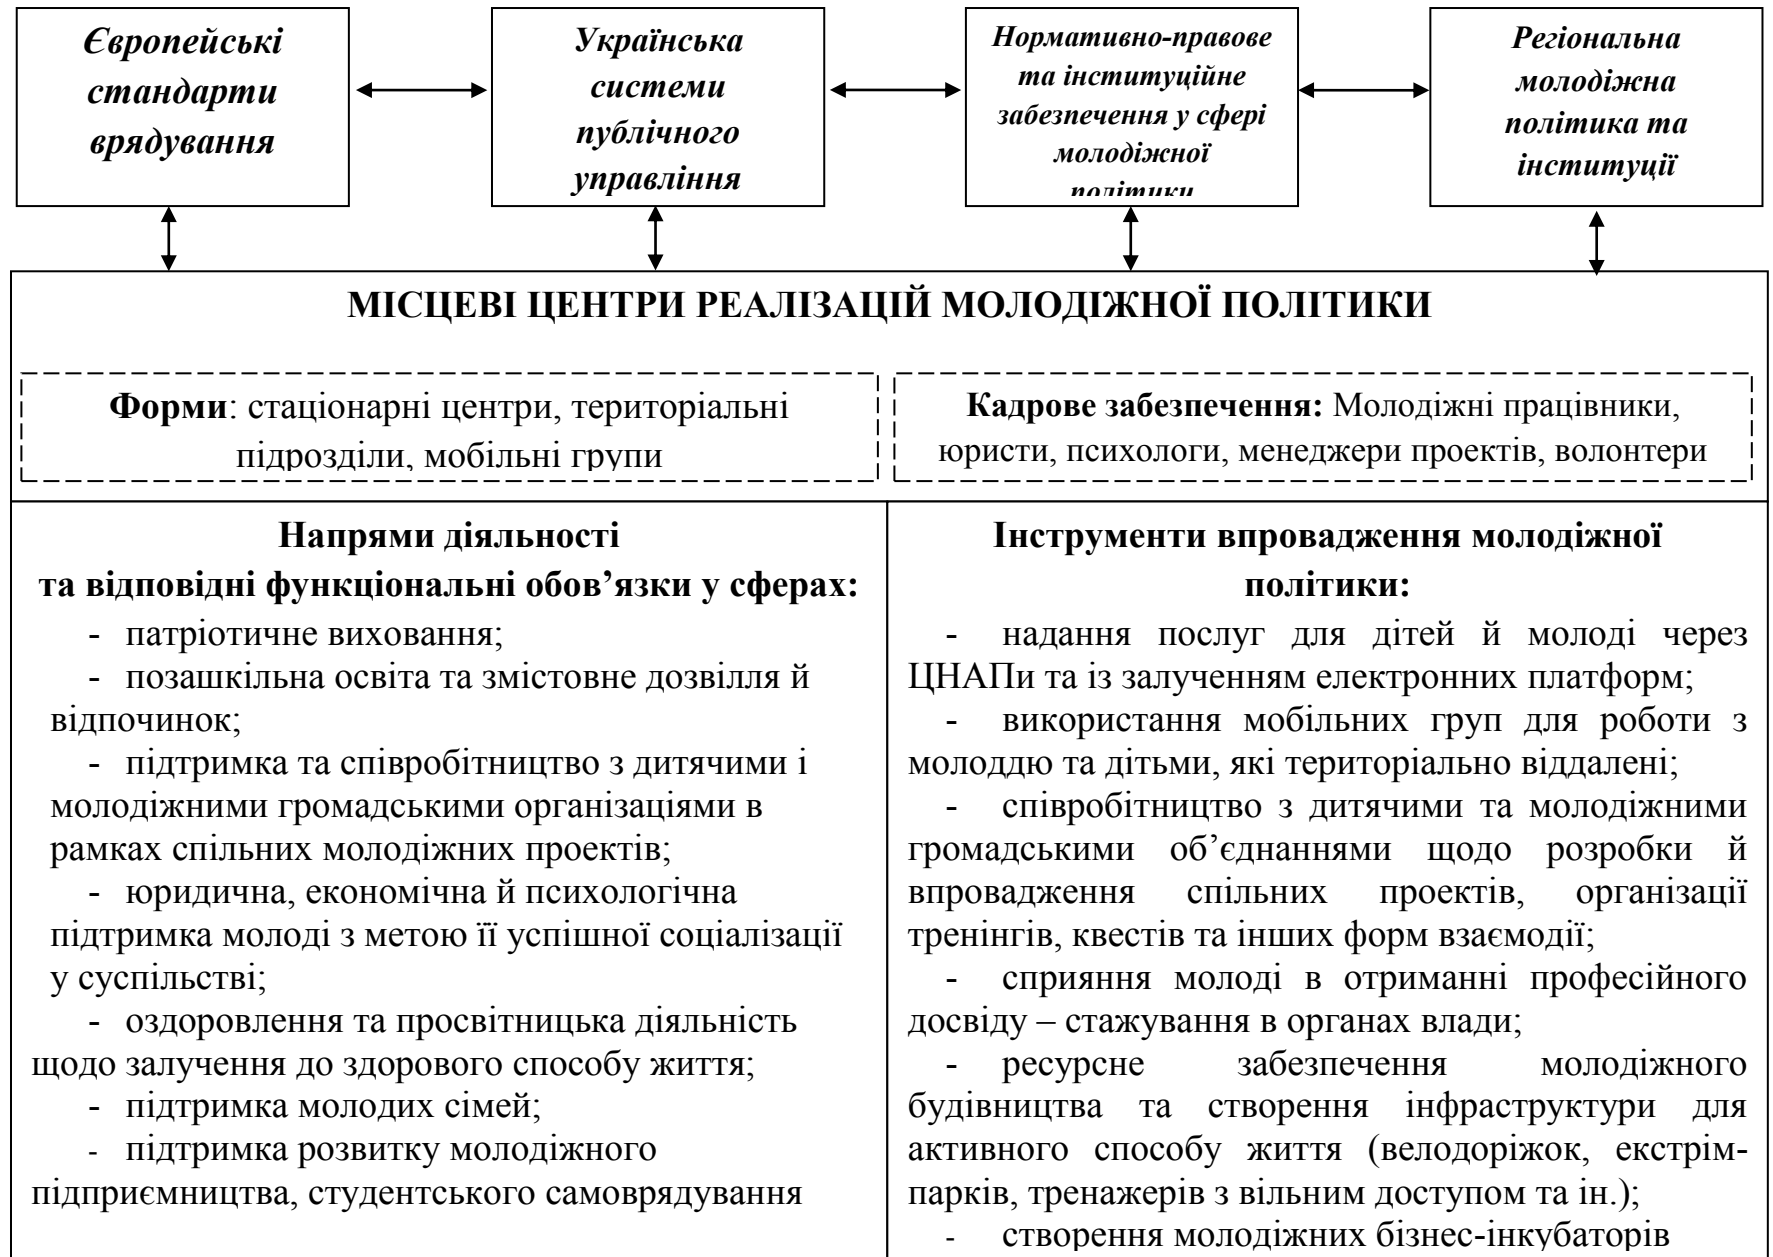 Європейські
стандарти
врядування
Українська
системи
публічного
управління
Нормативно-правове
та інституційне
забезпечення у сфері
молодіжної
політики
Регіональна
молодіжна
політика та
інституції
МІСЦЕВІ ЦЕНТРИ РЕАЛІЗАЦІЙ МОЛОДІЖНОЇ ПОЛІТИКИ
Форми: стаціонарні центри, територіальні
підрозділи, мобільні групи
Кадрове забезпечення: Молодіжні працівники,
юристи, психологи, менеджери проектів, волонтери
Напрями діяльності
та відповідні функціональні обов’язки у сферах:
- патріотичне виховання;
- позашкільна освіта та змістовне дозвілля й
відпочинок;
- підтримка та співробітництво з дитячими і
молодіжними громадськими організаціями в
рамках спільних молодіжних проектів;
- юридична, економічна й психологічна
підтримка молоді з метою її успішної соціалізації
у суспільстві;
- оздоровлення та просвітницька діяльність
щодо залучення до здорового способу життя;
- підтримка молодих сімей;
- підтримка розвитку молодіжного
підприємництва, студентського самоврядування
Інструменти впровадження молодіжної
політики:
- надання послуг для дітей й молоді через
ЦНАПи та із залученням електронних платформ;
- використання мобільних груп для роботи з
молоддю та дітьми, які територіально віддалені;
- співробітництво з дитячими та молодіжними
громадськими об’єднаннями щодо розробки й
впровадження спільних проектів, організації
тренінгів, квестів та інших форм взаємодії;
- сприяння молоді в отриманні професійного
досвіду – стажування в органах влади;
- ресурсне забезпечення молодіжного
будівництва та створення інфраструктури для
активного способу життя (велодоріжок, екстрім-
парків, тренажерів з вільним доступом та ін.);
- створення молодіжних бізнес-інкубаторів